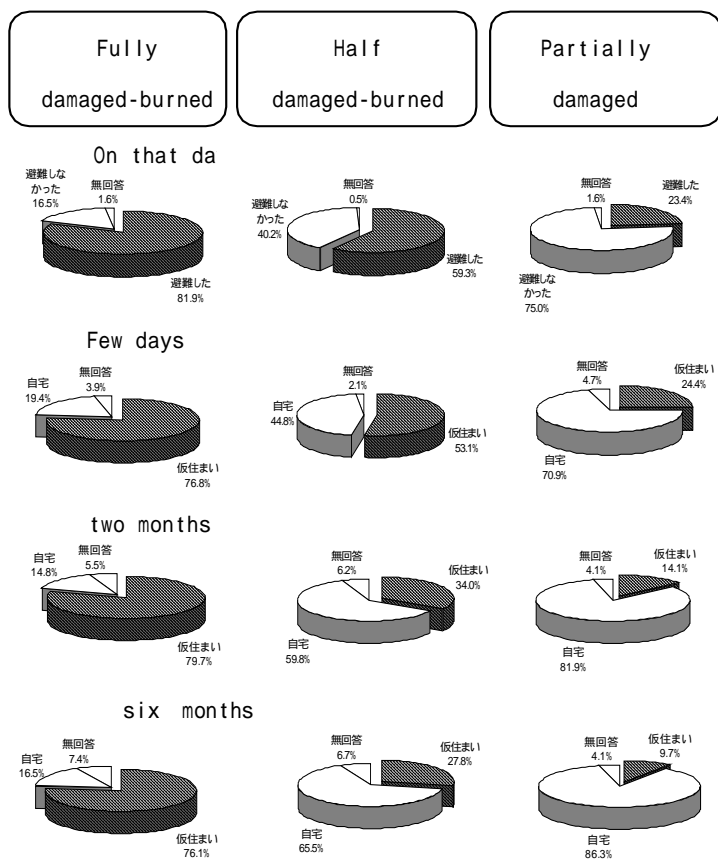 Fully
damaged-burned
Half
damaged-burned
Partially
damaged
On that da
避難しな
かった
16.5%
無回答
1.6%
避難した
81.9%
避難しな
かった
40.2%
無回答
0.5%
避難した
59.3%
無回答
1.6%
避難した
23.4%
避難しな
かった
75.0%
Few days
自宅
19.4%
無回答
3.9%
仮住まい
76.8%
自宅
44.8%
無回答
2.1%
仮住まい
53.1%
無回答
4.7%
仮住まい
24.4%
自宅
70.9%
two months
自宅
14.8%
無回答
5.5%
仮住まい
79.7%
無回答
6.2%
仮住まい
34.0%
自宅
59.8%
無回答
4.1%
仮住まい
14.1%
自宅
81.9%
six months
自宅
16.5%
無回答
7.4%
仮住まい
76.1%
無回答
6.7%
仮住まい
27.8%
自宅
65.5%
無回答
4.1%
仮住まい
9.7%
自宅
86.3%